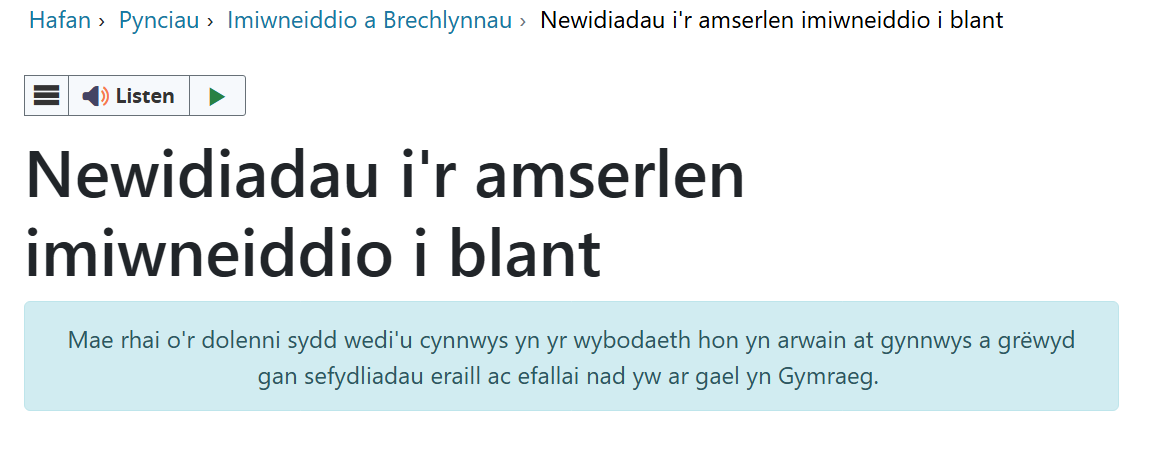 Hafan › Pynciau › Imiwneiddio a Brechlynnau › Newidiadau i'r amserlen imiwneiddio i blant
Listen
Newidiadau i'r amserlen
imiwneiddio i blant
Mae rhai o'r dolenni sydd wedi'u cynnwys yn yr wybodaeth hon yn arwain at gynnwys a grëwyd
gan sefydliadau eraill ac efallai nad yw ar gael yn Gymraeg.